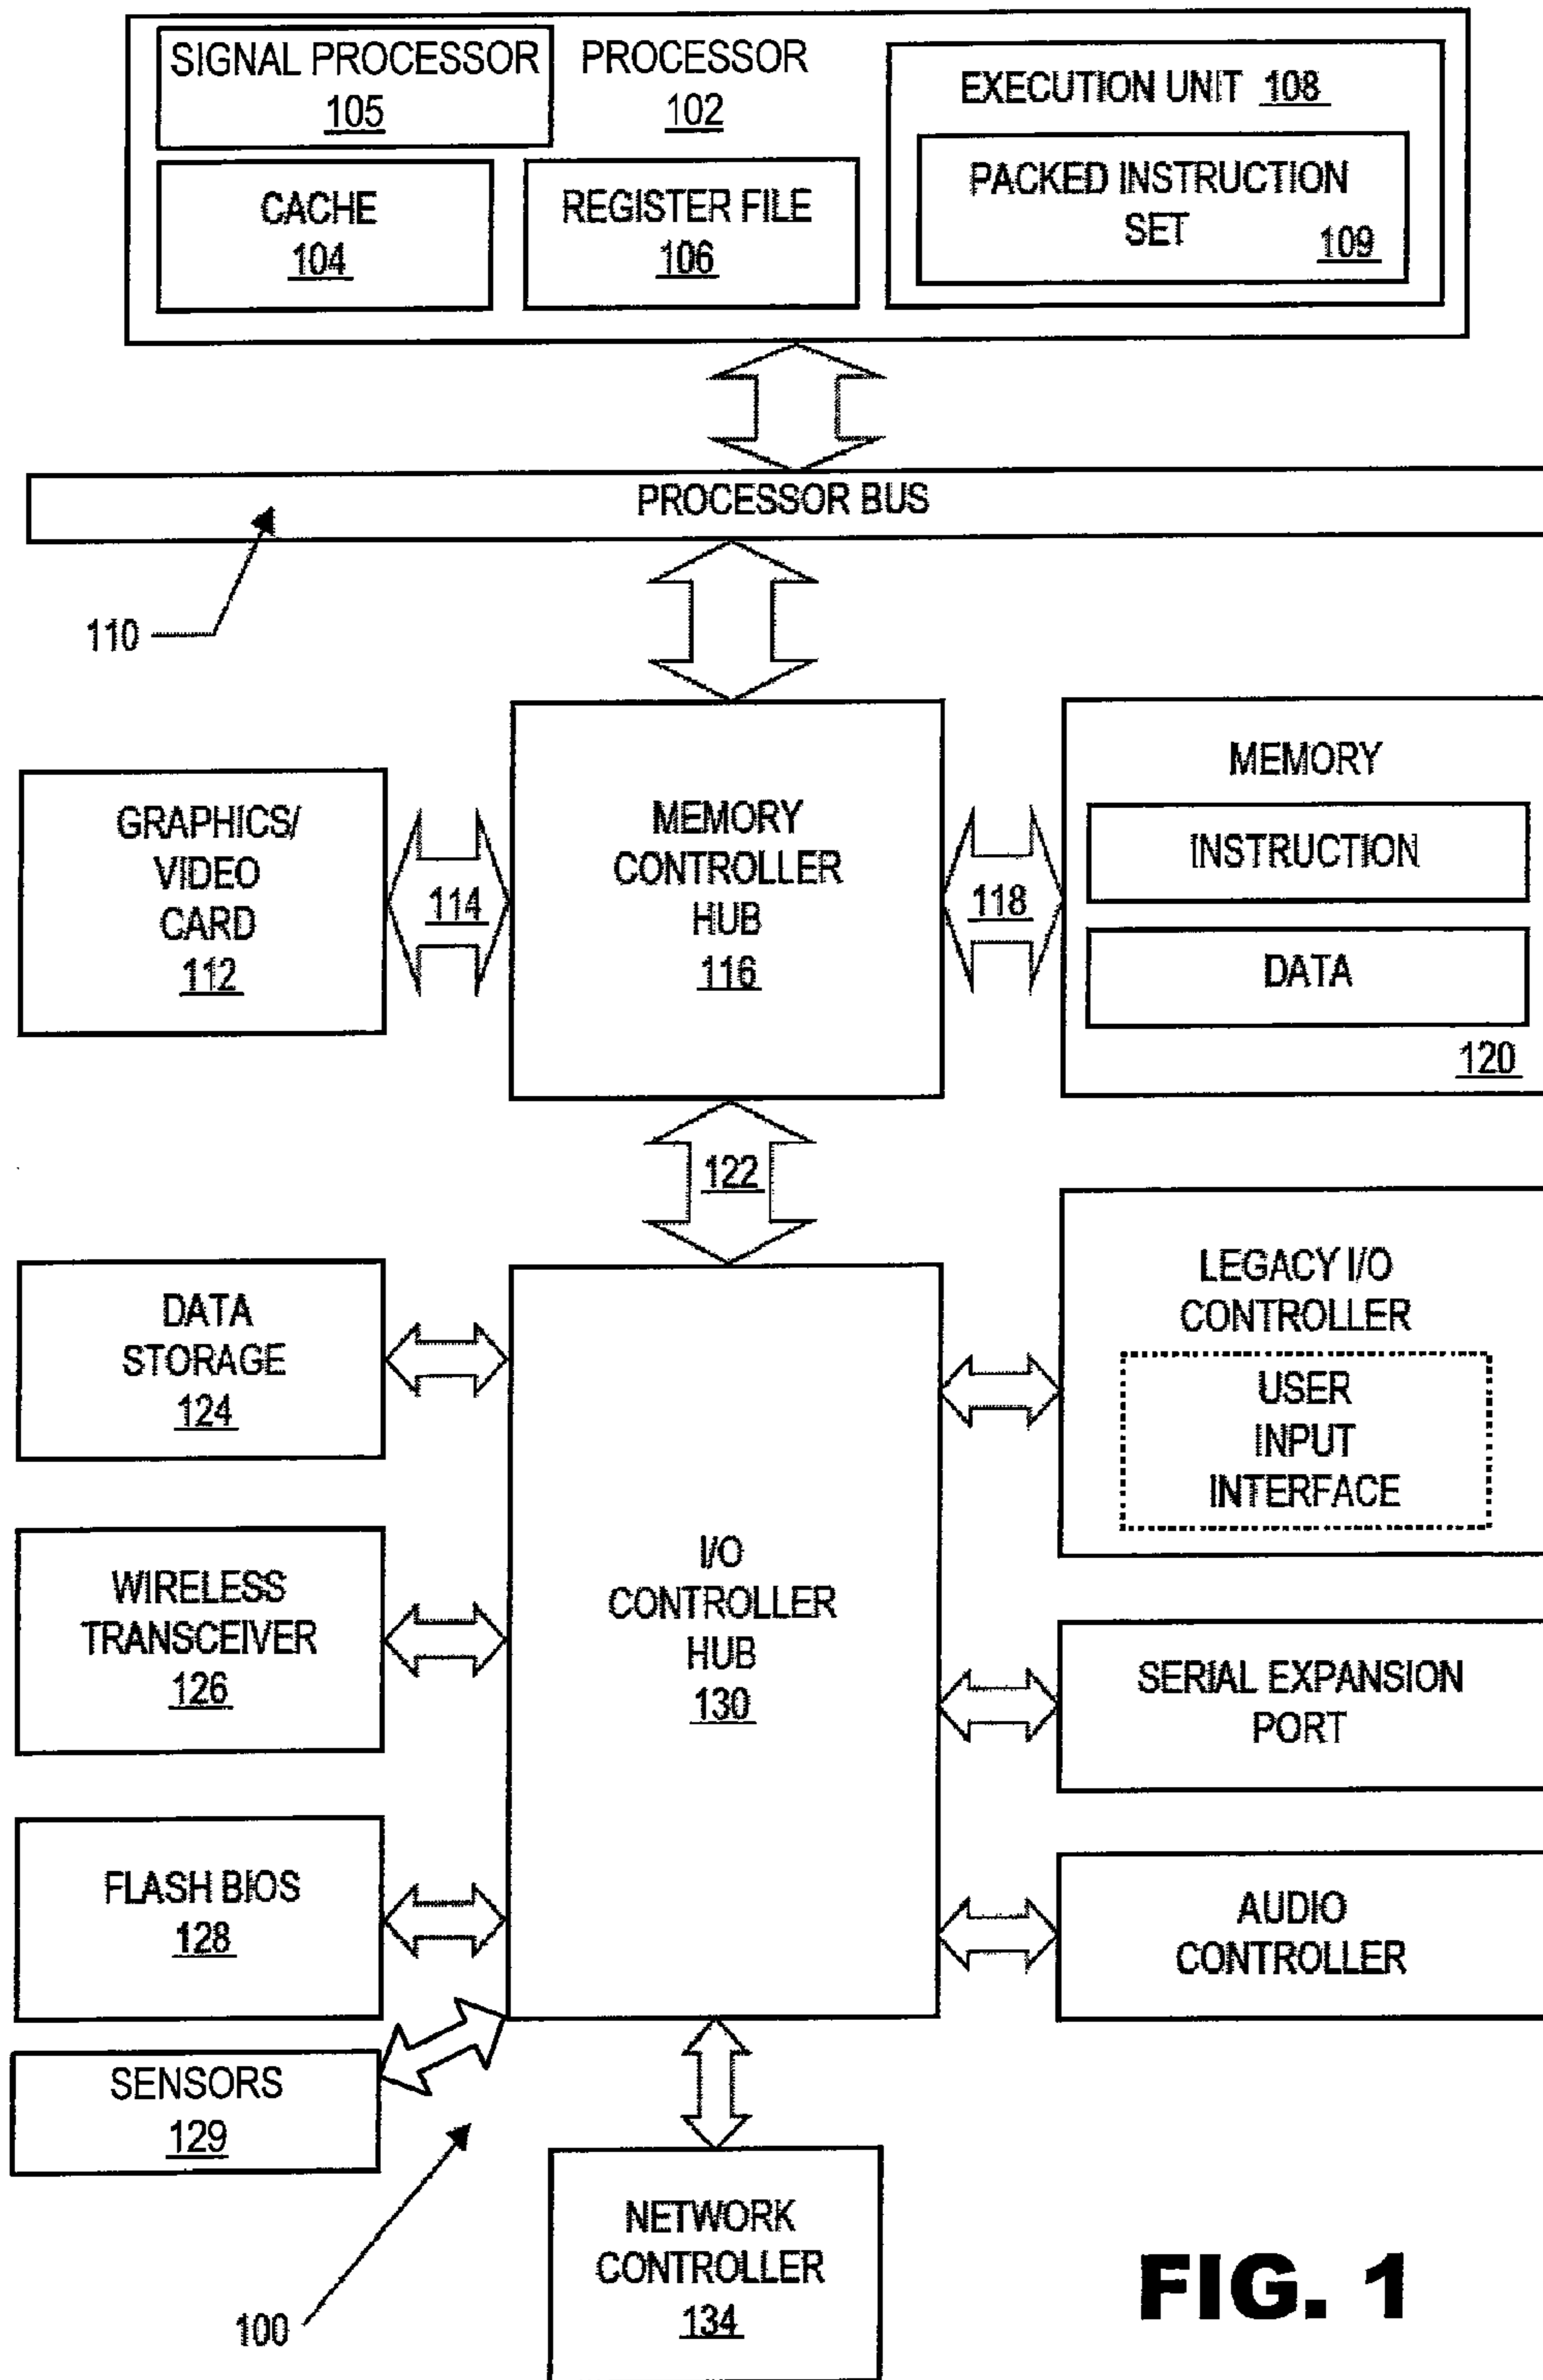 SIGNAL PROCESSOR
105
PROCESSOR
102
EXECUTION UNIT 108
PACKED INSTRUCTION
SET
109
CACHE
104
REGISTER FILE
106
PROCESSOR BUS
110
GRAPHICS/
VIDEO
CARD
112
114
MEMORY
CONTROLLER
HUB
116
118
MEMORY
INSTRUCTION
DATA
120
122
DATA
STORAGE
124
LEGACY I/O
CONTROLLER
USER
INPUT
INTERFACE
WIRELESS
TRANSCEIVER
126
I/O
CONTROLLER
HUB
130
SERIAL EXPANSION
PORT
FLASH BIOS
128
AUDIO
CONTROLLER
SENSORS
129
NETWORK
CONTROLLER
134
100
FIG. 1